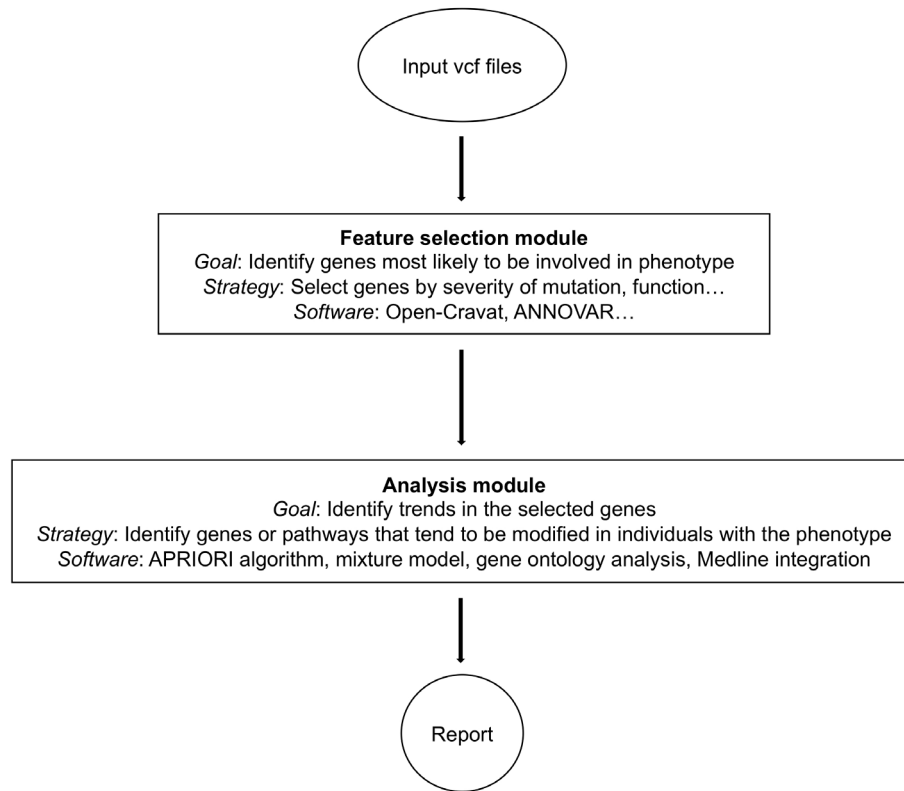 Input vcf files
Feature selection module
Goal: Identify genes most likely to be involved in phenotype
Strategy: Select genes by severity of mutation, function…
Software: Open-Cravat, ANNOVAR…
Analysis module
Goal: Identify trends in the selected genes
Strategy: Identify genes or pathways that tend to be modified in individuals with the phenotype
Software: APRIORI algorithm, mixture model, gene ontology analysis, Medline integration
Report